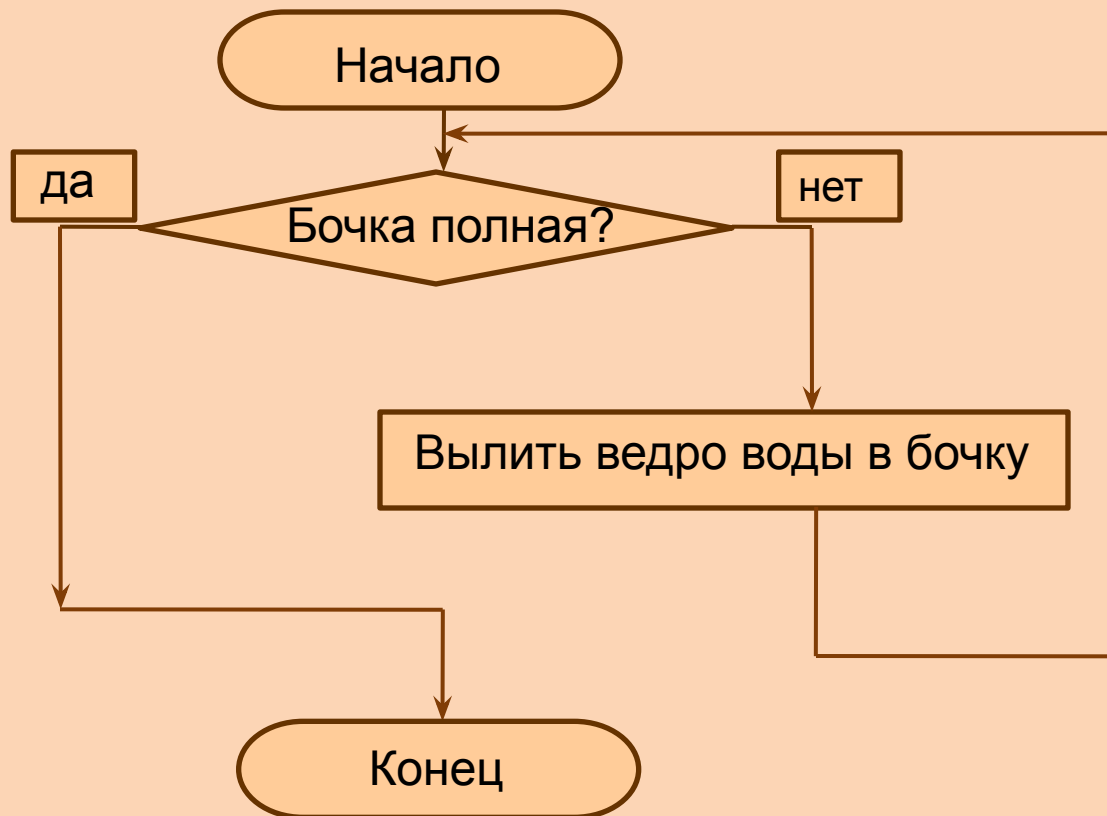 Начало
да
нет
Бочка полная?
Вылить ведро воды в бочку
Конец